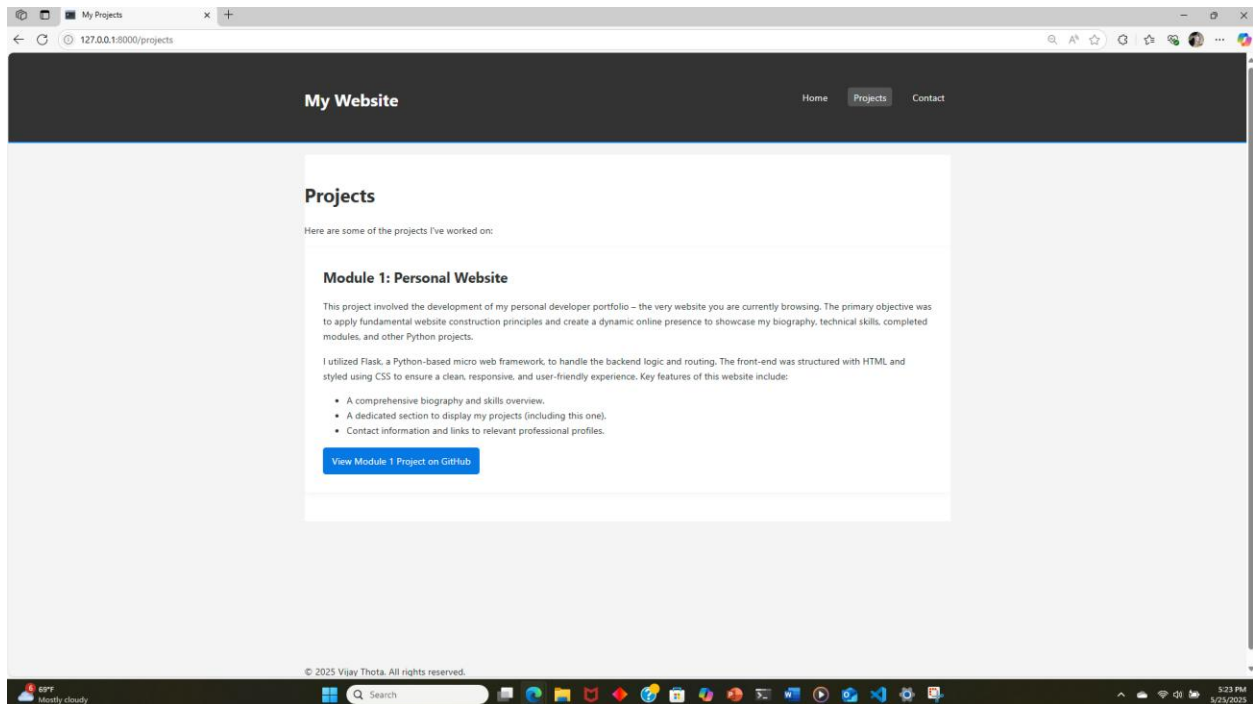 My Projects
127.0.0.1:8000/projects
My Website
Home Projects Contact
Projects
Here are some of the projects I've worked on:
Module 1: Personal Website
This project involved the development of my personal developer portfolio – the very website you are currently browsing. The primary objective was
to apply fundamental website construction principles and create a dynamic online presence to showcase my biography, technical skills, completed
modules, and other Python projects.
I utilized Flask, a Python-based micro web framework, to handle the backend logic and routing. The front-end was structured with HTML and
styled using CSS to ensure a clean, responsive, and user-friendly experience. Key features of this website include:
• A comprehensive biography and skills overview.
• A dedicated section to display my projects (including this one).
• Contact information and links to relevant professional profiles.
View Module 1 Project on GitHub
© 2025 Vijay Thota. All rights reserved.
6
69°F
Mostly cloudy
Search
5:23 PM
5/25/2025